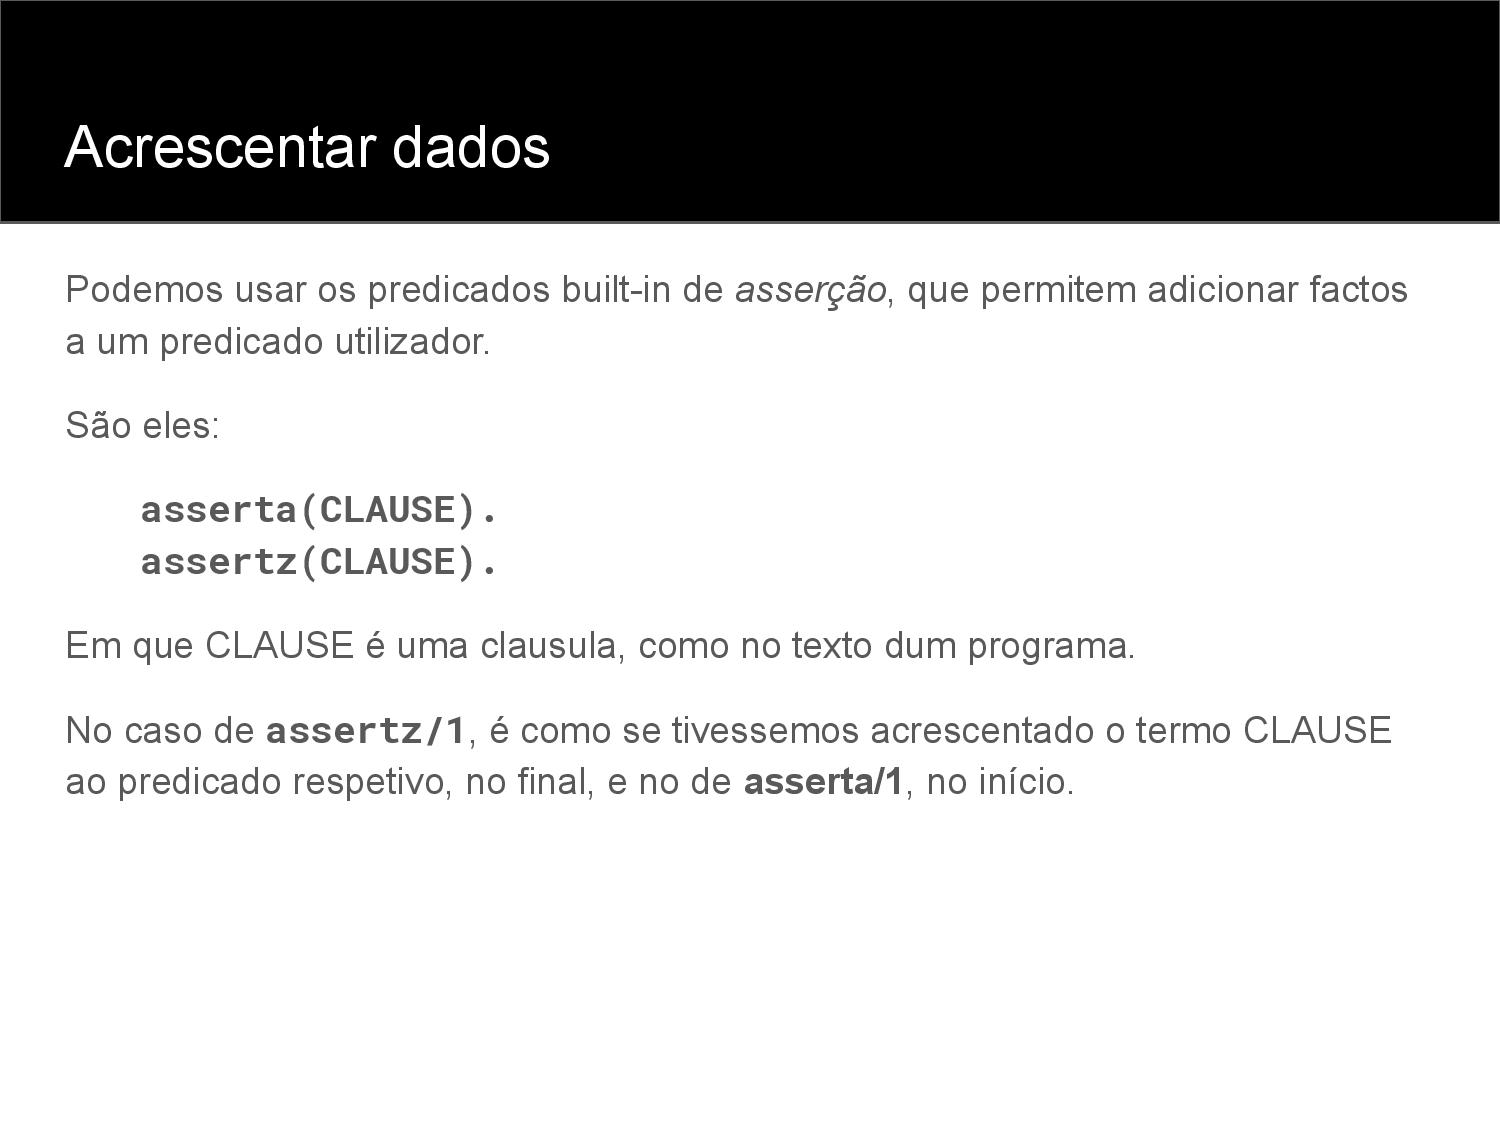 Acrescentar dados
Podemos usar os predicados built-in de asserção, que permitem adicionar factos
a um predicado utilizador.
São eles:
asserta(CLAUSE).
assertz(CLAUSE).
Em que CLAUSE é uma clausula, como no texto dum programa.
No caso de assertz/1, é como se tivessemos acrescentado o termo CLAUSE
ao predicado respetivo, no final, e no de asserta/1, no início.